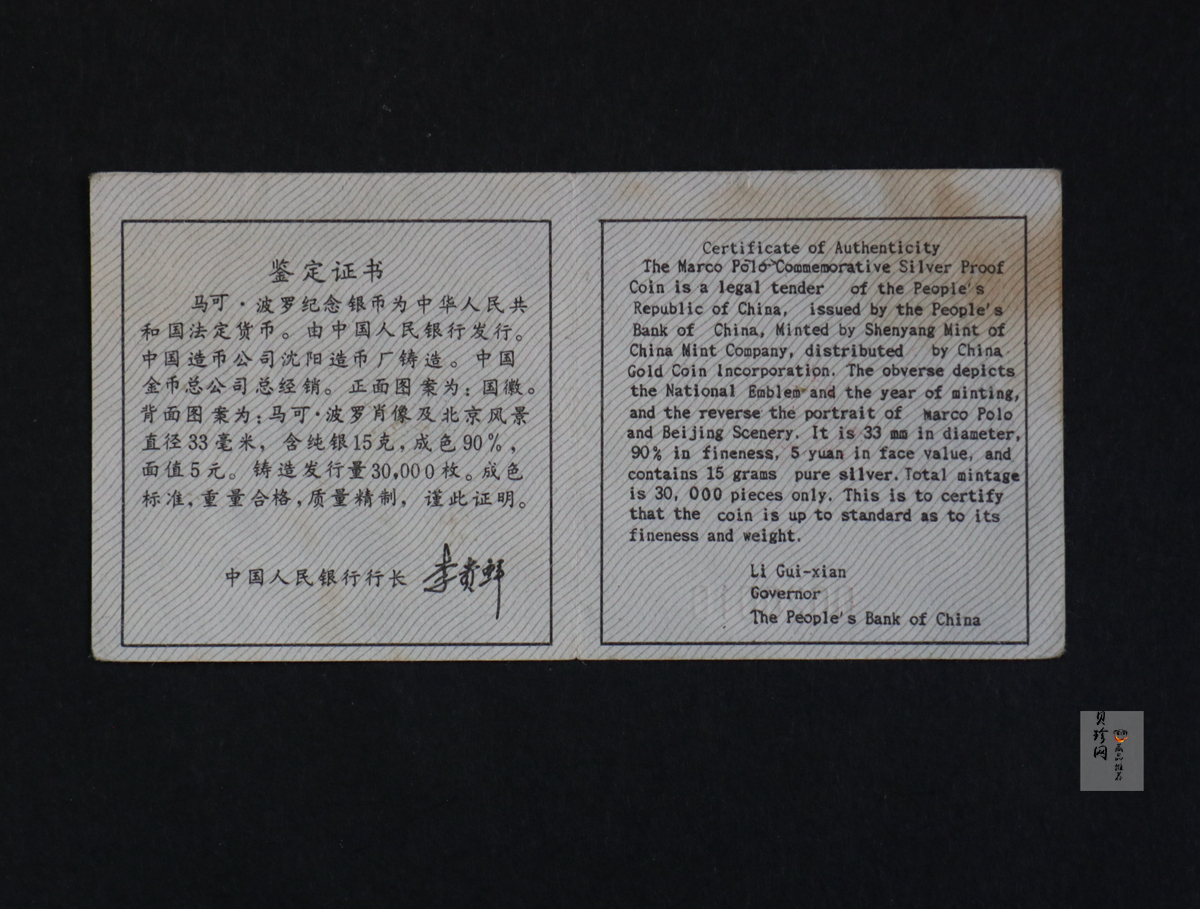 鉴定证书
马可·波罗纪念银币为中华人民共
和国法定货币。由中国人民银行发行。
中国造币公司沈阳造币厂铸造。中国
金币总公司总经销。正面图案为:国徽。
背面图案为:马可·波罗肖像及北京风景
直径33毫米,含纯银15克,成色90%,
面值5元。铸造发行量30,000枚。成色
标准,重量合格,质量精制,谨此证明。
中国人民银行行长 李贵鲜
Certificate of Authenticity
The Marco Polo Commemorative Silver Proof
Coin is a legal tender of the People's
Republic of China, issued by the People's
Bank of China, Minted by Shenyang Mint of
China Mint Company, distributed by China
Gold Coin Incorporation. The obverse depicts
the National Emblem and the year of minting,
and the reverse the portrait of Marco Polo
and Beijing Scenery. It is 33 mm in diameter,
90% in fineness, 5 yuan in face value, and
contains 15 grams pure silver. Total mintage
is 30, 000 pieces only. This is to certify
that the coin is up to standard as to its
fineness and weight.
Li Gui-xian
Governor
The People's Bank of China
贝珍网
藏品推荐